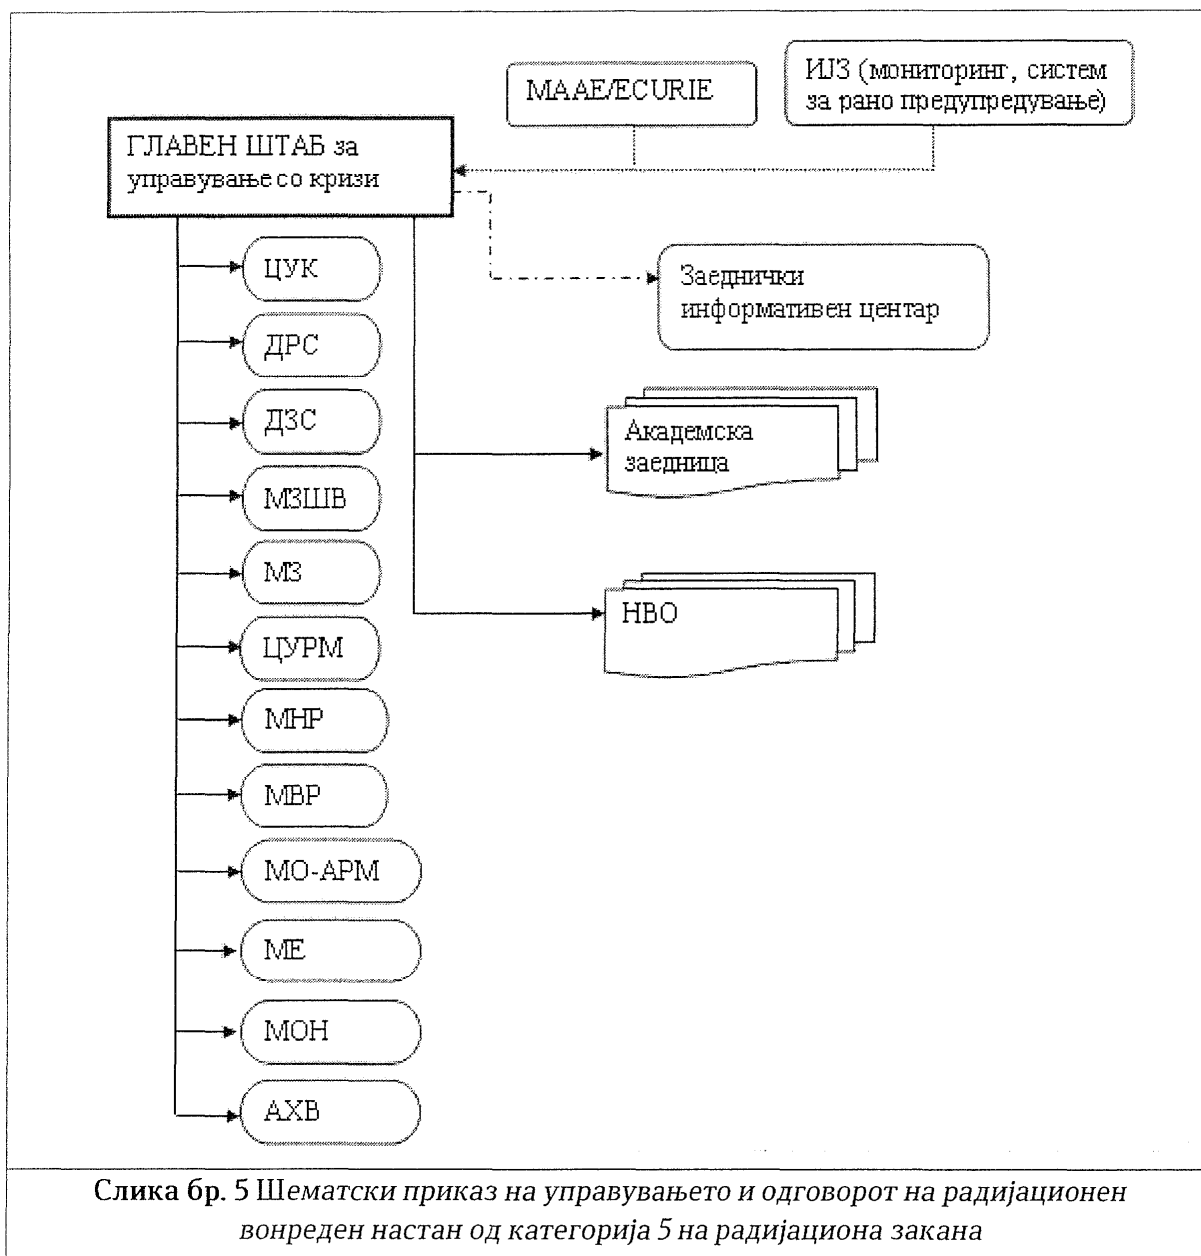 МААЕ/ECURIE
ИЈЗ (мониторинг, систем
за рано предупредување)
ГЛАВЕН ШТАБ за
управување со кризи
ЦУК
Заеднички
информативен центар
ДРС
ДЗС
Академска
заедница
МЗШВ
МЗ
НВО
ЦУРМ
МНР
МВР
МО-АРМ
МЕ
МОН
АХВ
Слика бр. 5 Шематски приказ на управувањето и одговорот на радијационен
вонреден настан од категорија 5 на радијациона закана